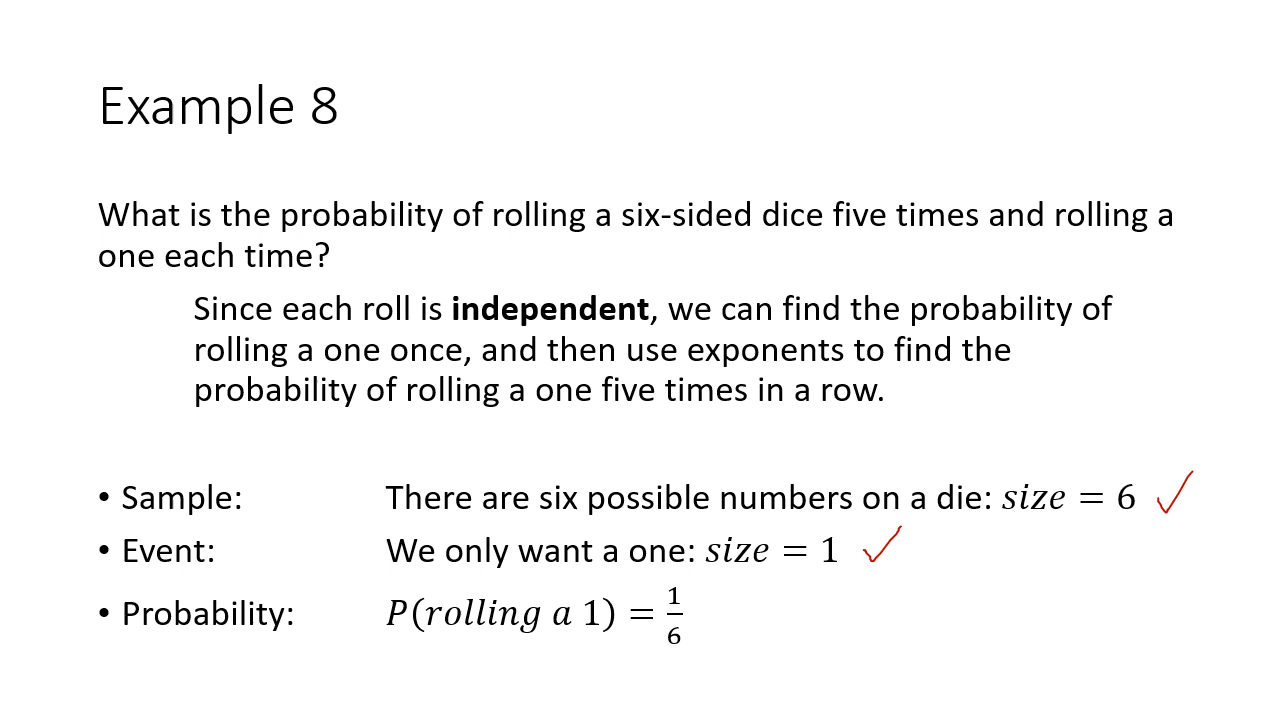 Example 8
What is the probability of rolling a six-sided dice five times and rolling a
one each time?
Since each roll is independent, we can find the probability of
rolling a one once, and then use exponents to find the
probability of rolling a one five times in a row.
• Sample: There are six possible numbers on a die: size = 6 ✓
• Event: We only want a one: size = 1 ✓
• Probability: P(rolling a 1) = 1/6